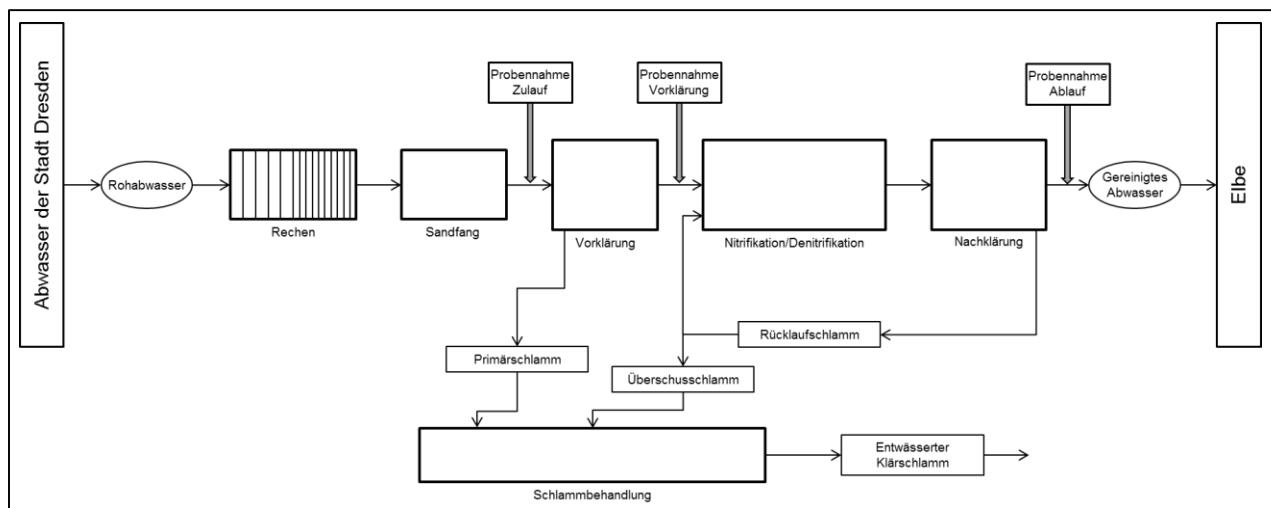 Abwasser der Stadt Dresden
Rohabwasser
Rechen
Sandfang
Probennahme
Zulauf
Vorklärung
Probennahme
Vorklärung
Nitrifikation/Denitrifikation
Nachklärung
Probennahme
Ablauf
Gereinigtes
Abwasser
Elbe
Primärschlamm
Überschusschlamm
Rücklaufschlamm
Schlammbehandlung
Entwässerter
Klärschlamm